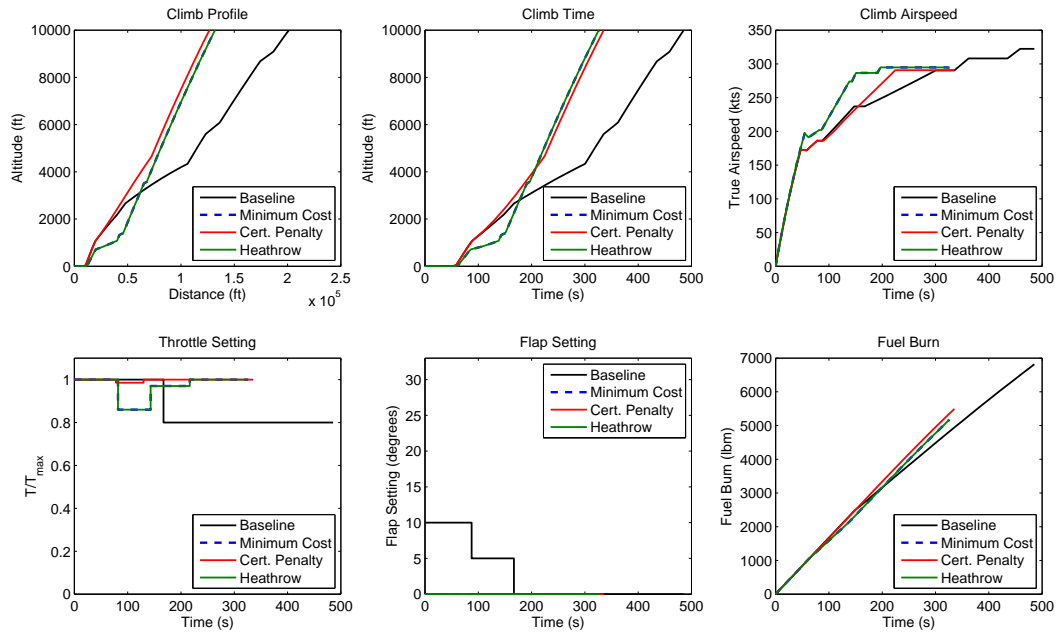 Climb Profile
Altitude (ft)
10000
8000
6000
4000
2000
0
Baseline
Minimum Cost
Cert. Penalty
Heathrow
0 0.5 1 1.5 2 2.5
x 10^5
Distance (ft)
Climb Time
Altitude (ft)
10000
8000
6000
4000
2000
0
Baseline
Minimum Cost
Cert. Penalty
Heathrow
0 100 200 300 400 500
Time (s)
Climb Airspeed
True Airspeed (kts)
350
300
250
200
150
100
50
0
Baseline
Minimum Cost
Cert. Penalty
Heathrow
0 100 200 300 400 500
Time (s)
Throttle Setting
T/T_max
1
0.8
0.6
0.4
0.2
0
Baseline
Minimum Cost
Cert. Penalty
Heathrow
0 100 200 300 400 500
Time (s)
Flap Setting
Flap Setting (degrees)
30
25
20
15
10
5
0
Baseline
Minimum Cost
Cert. Penalty
Heathrow
0 100 200 300 400 500
Time (s)
Fuel Burn
Fuel Burn (lbm)
7000
6000
5000
4000
3000
2000
1000
0
Baseline
Minimum Cost
Cert. Penalty
Heathrow
0 100 200 300 400 500
Time (s)